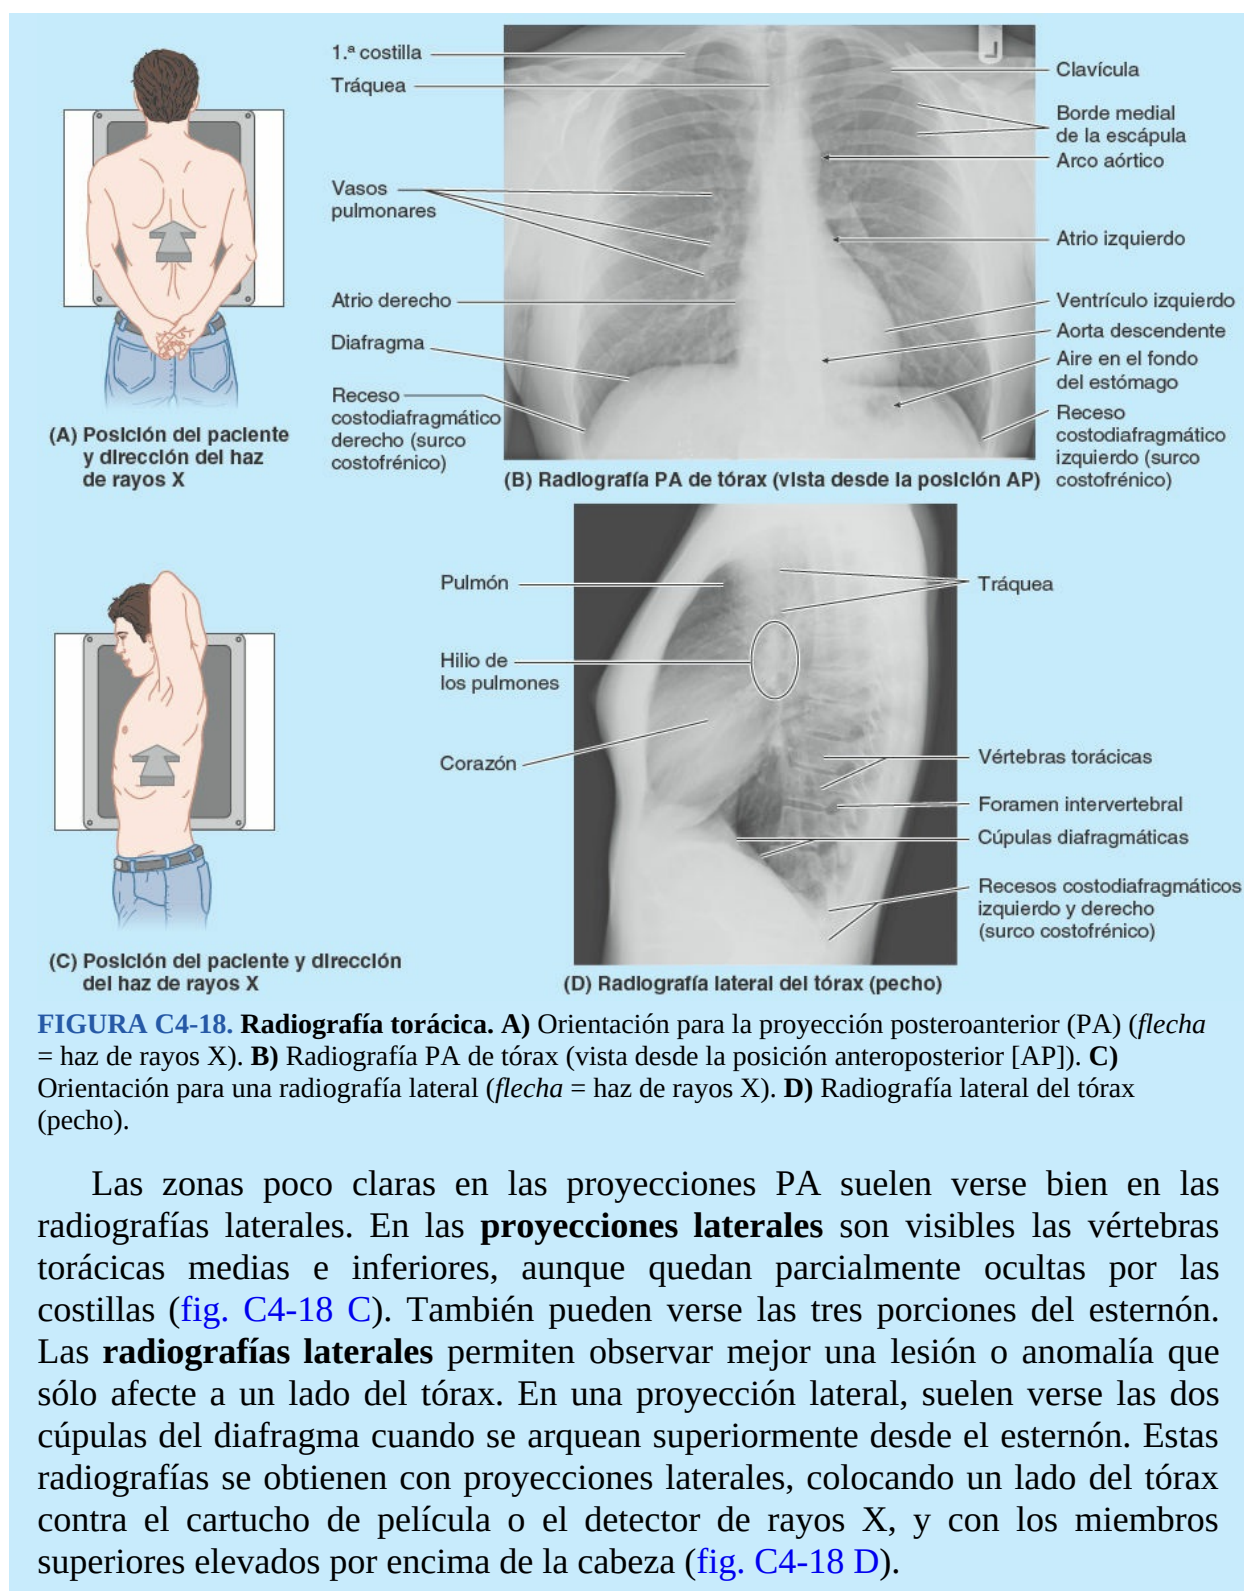 1.ª costilla
Tráquea
Vasos
pulmonares
Atrio derecho
Diafragma
Receso
costodiafragmático
derecho (surco
costofrénico)
L
Clavícula
Borde medial
de la escápula
Arco aórtico
Atrio izquierdo
Ventrículo izquierdo
Aorta descendente
Aire en el fondo
del estómago
Receso
costodiafragmático
izquierdo (surco
costofrénico)
(A) Posición del paciente
y dirección del haz
de rayos X
(B) Radiografía PA de tórax (vista desde la posición AP)
Pulmón
Hilio de
los pulmones
Corazón
Tráquea
Vértebras torácicas
Foramen intervertebral
Cúpulas diafragmáticas
Recesos costodiafragmáticos
izquierdo y derecho
(surco costofrénico)
(C) Posición del paciente y dirección
del haz de rayos X
(D) Radiografía lateral del tórax (pecho)
FIGURA C4-18. Radiografía torácica. A) Orientación para la proyección posteroanterior (PA) (flecha
= haz de rayos X). B) Radiografía PA de tórax (vista desde la posición anteroposterior [AP]). C)
Orientación para una radiografía lateral (flecha = haz de rayos X). D) Radiografía lateral del tórax
(pecho).
Las zonas poco claras en las proyecciones PA suelen verse bien en las
radiografías laterales. En las proyecciones laterales son visibles las vértebras
torácicas medias e inferiores, aunque quedan parcialmente ocultas por las
costillas (fig. C4-18 C). También pueden verse las tres porciones del esternón.
Las radiografías laterales permiten observar mejor una lesión o anomalía que
sólo afecte a un lado del tórax. En una proyección lateral, suelen verse las dos
cúpulas del diafragma cuando se arquean superiormente desde el esternón. Estas
radiografías se obtienen con proyecciones laterales, colocando un lado del tórax
contra el cartucho de película o el detector de rayos X, y con los miembros
superiores elevados por encima de la cabeza (fig. C4-18 D).